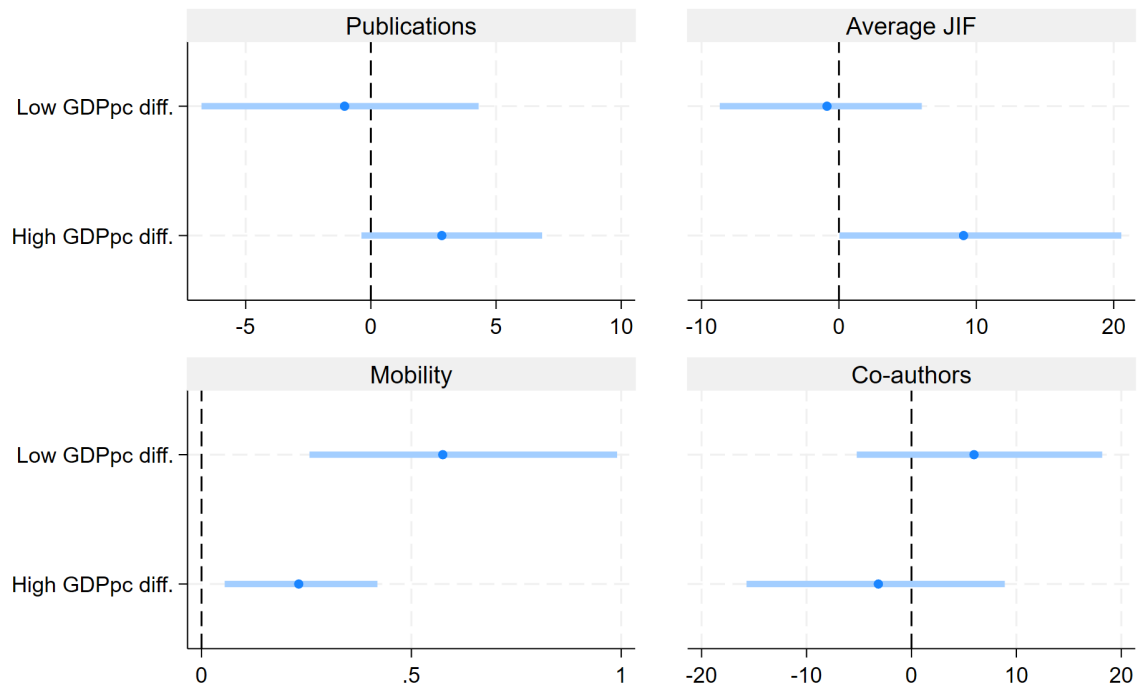 Publications
Average JIF
Low GDPpc diff.
High GDPpc diff.
-5 0 5 10
-10 0 10 20
Mobility
Co-authors
Low GDPpc diff.
High GDPpc diff.
0 .5 1
-20 -10 0 10 20